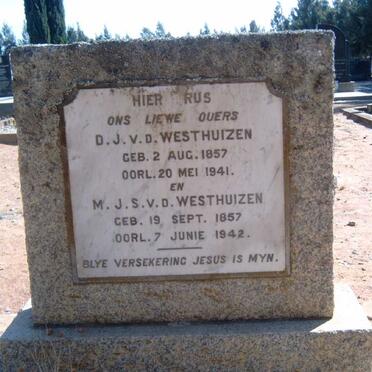 HIER RUS
ONS LIEWE OUERS
D.J.V.D. WESTHUIZEN
GEB. 2 AUG. 1857
OORL. 20 MEI 1941.
EN
M.J.S.V.D. WESTHUIZEN
GEB. 19 SEPT. 1857
OORL. 7 JUNIE 1942.
BLYE VERSEKERING JESUS IS MYN.